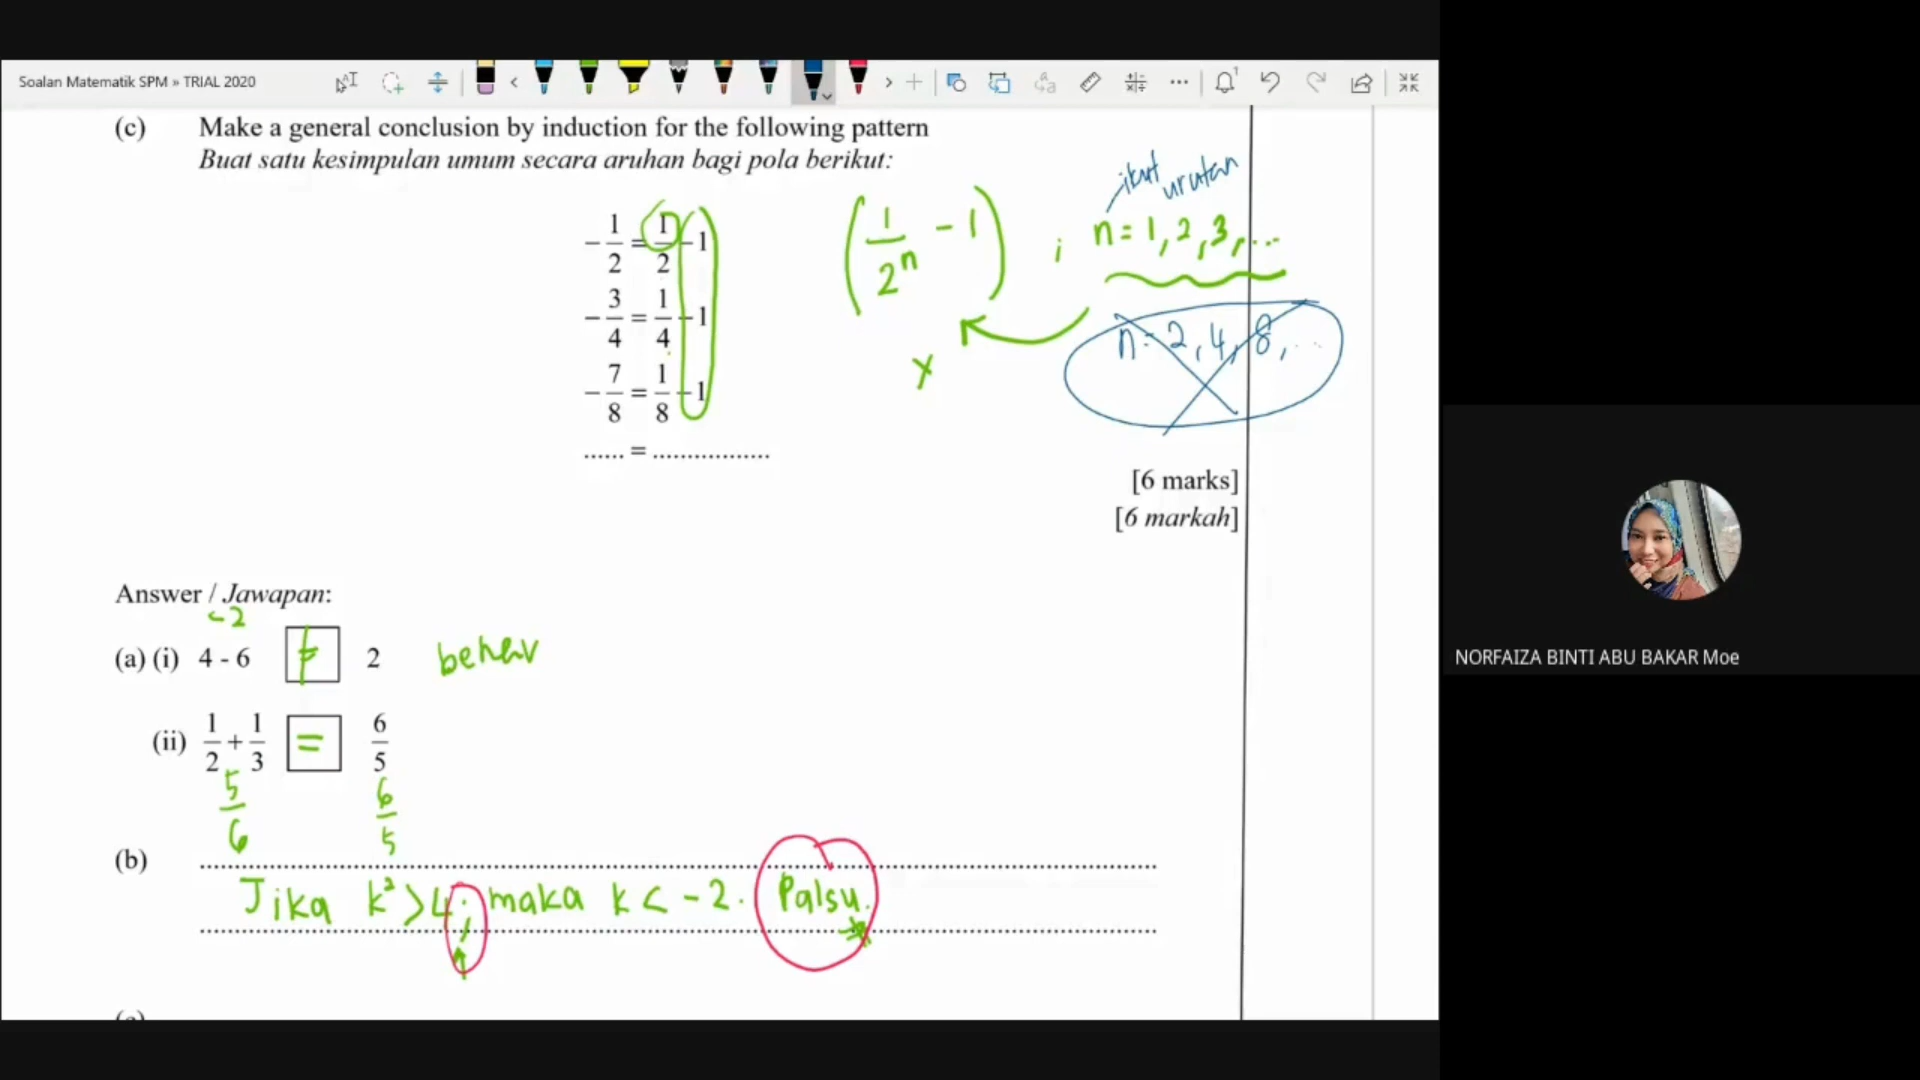 Soalan Matematik SPM » TRIAL 2020
(c) Make a general conclusion by induction for the following pattern
Buat satu kesimpulan umum secara aruhan bagi pola berikut:
ikut urutan
-1/2 = 1/2 - 1
(1/2^n - 1) ; n = 1, 2, 3, ...
-3/4 = 1/4 - 1
n = 2, 4, 8, ...
x
-7/8 = 1/8 - 1
...... = .................
[6 marks]
[6 markah]
Answer / Jawapan:
-2
(a) (i) 4 - 6 ≠ 2 benar
(ii) 1/2 + 1/3 = 6/5
5/6 6/5
(b)
Jika k² > 4, maka k < -2. Palsu.
NORFAIZA BINTI ABU BAKAR Moe